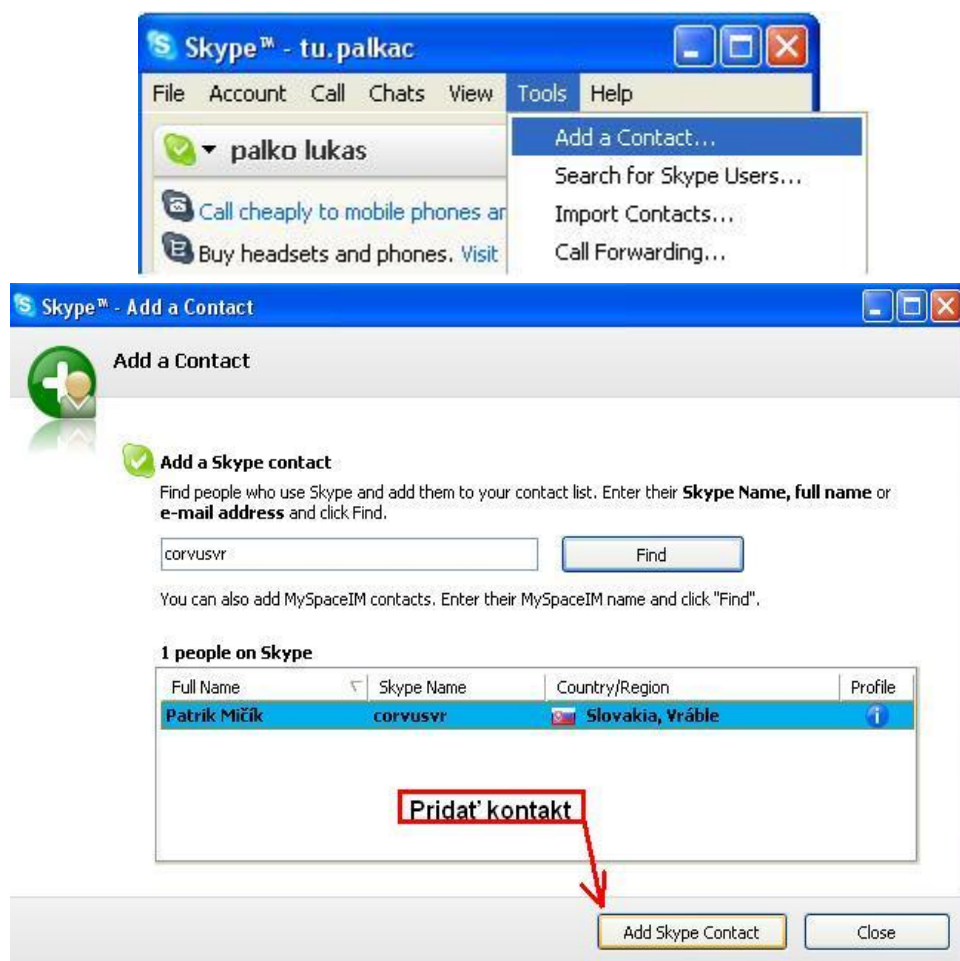 Skype™ - tu.palkac
File Account Call Chats View Tools Help
palko lukas
Add a Contact...
Search for Skype Users...
Call cheaply to mobile phones ar
Import Contacts...
Buy headsets and phones. Visit
Call Forwarding...
Skype™ - Add a Contact
Add a Contact
Add a Skype contact
Find people who use Skype and add them to your contact list. Enter their Skype Name, full name or
e-mail address and click Find.
corvusvr Find
You can also add MySpaceIM contacts. Enter their MySpaceIM name and click "Find".
1 people on Skype
Full Name Skype Name Country/Region Profile
Patrik Mičík corvusvr Slovakia, Vráble
Pridať kontakt
Add Skype Contact Close